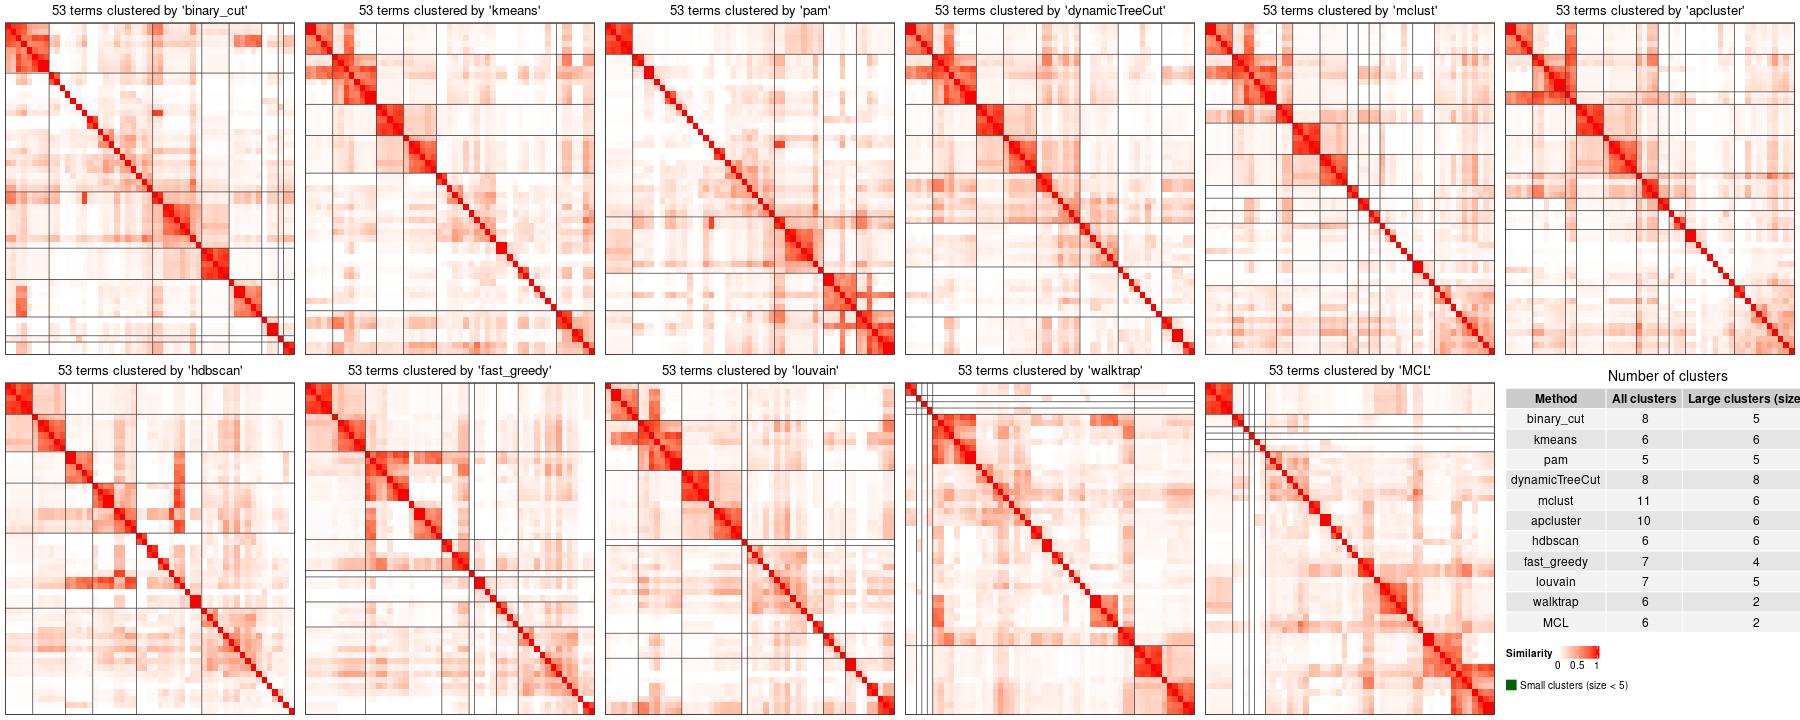 53 terms clustered by 'binary_cut'
53 terms clustered by 'kmeans'
53 terms clustered by 'pam'
53 terms clustered by 'dynamicTreeCut'
53 terms clustered by 'mclust'
53 terms clustered by 'apcluster'
53 terms clustered by 'hdbscan'
53 terms clustered by 'fast_greedy'
53 terms clustered by 'louvain'
53 terms clustered by 'walktrap'
53 terms clustered by 'MCL'
Number of clusters
Method All clusters Large clusters (size
binary_cut 8 5
kmeans 6 6
pam 5 5
dynamicTreeCut 8 8
mclust 11 6
apcluster 10 6
hdbscan 6 6
fast_greedy 7 4
louvain 7 5
walktrap 6 2
MCL 6 2
Similarity
0 0.5 1
Small clusters (size < 5)